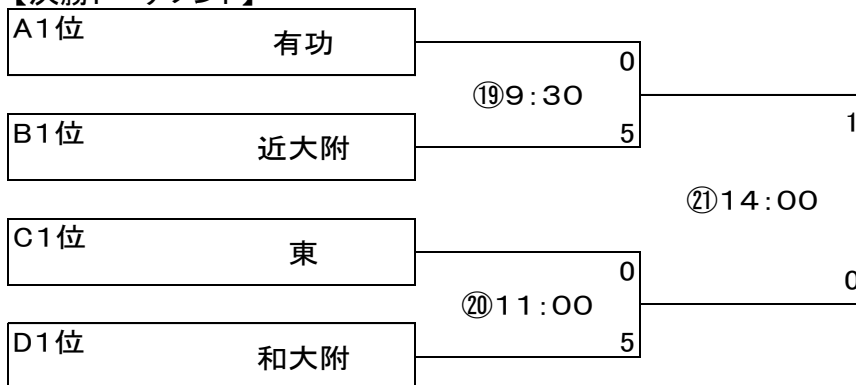 【決勝トーナメント】
A1位 有功
0
⑲9:30
B1位 近大附
5
1
㉑14:00
C1位 東
0
0
⑳11:00
D1位 和大附
5